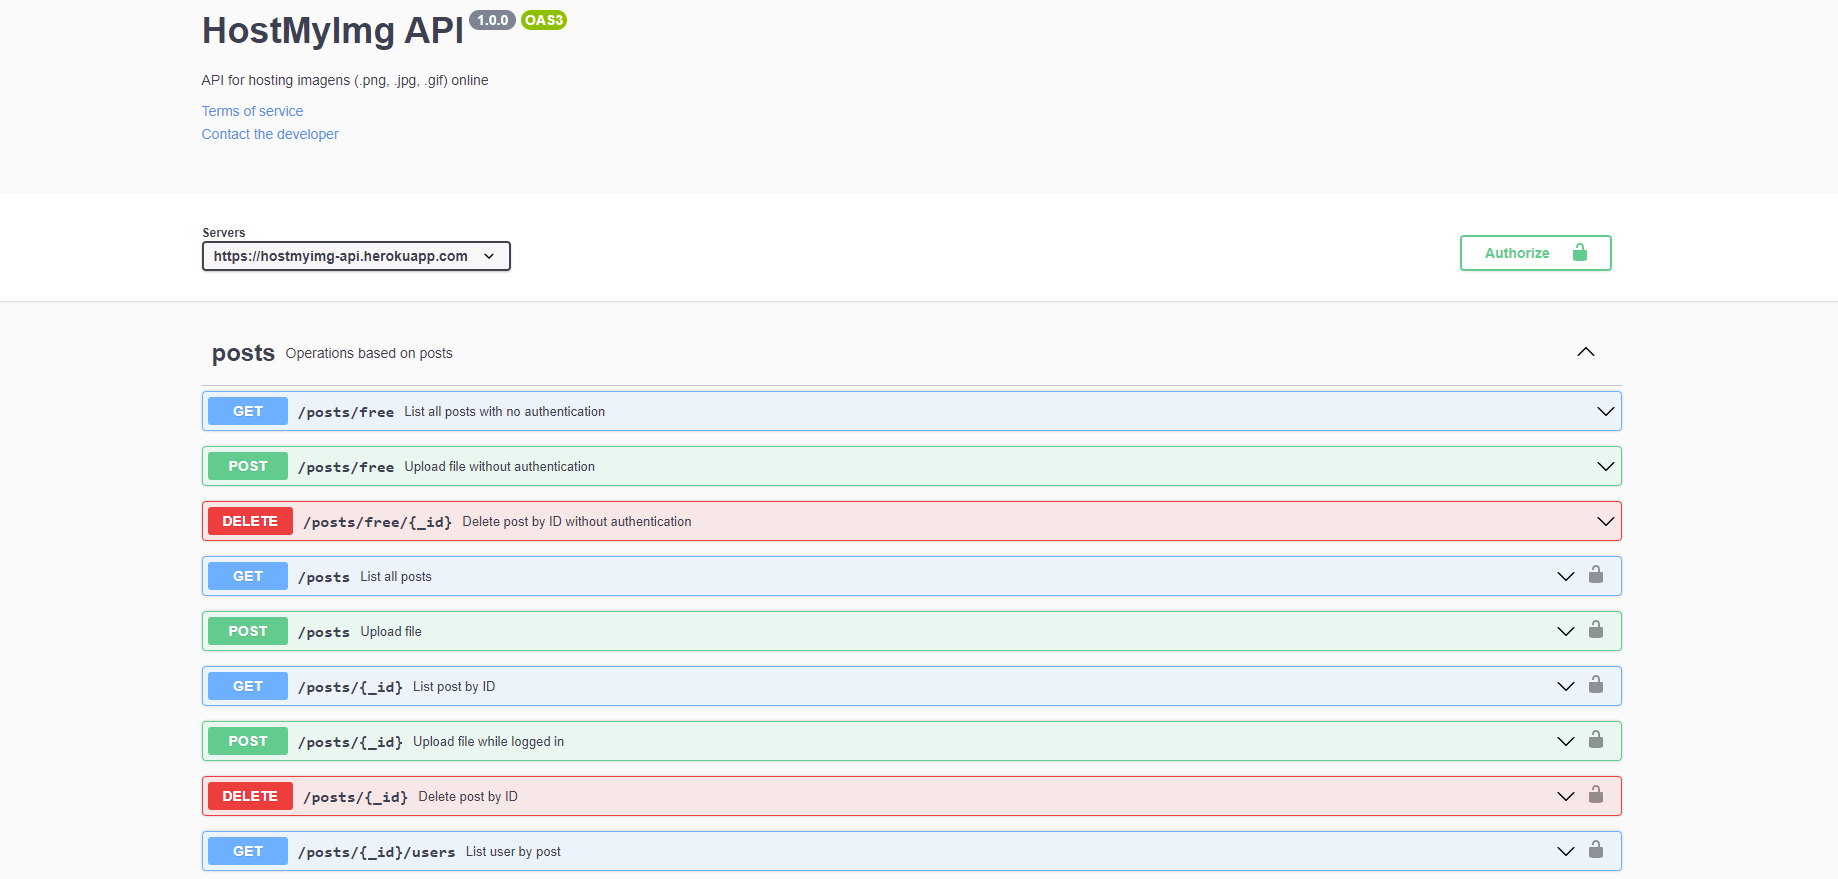 HostMyImg API 1.0.0 OAS3
API for hosting imagens (.png, .jpg, .gif) online
Terms of service
Contact the developer
Servers
https://hostmyimg-api.herokuapp.com
Authorize
posts Operations based on posts
GET /posts/free List all posts with no authentication
POST /posts/free Upload file without authentication
DELETE /posts/free/{_id} Delete post by ID without authentication
GET /posts List all posts
POST /posts Upload file
GET /posts/{_id} List post by ID
POST /posts/{_id} Upload file while logged in
DELETE /posts/{_id} Delete post by ID
GET /posts/{_id}/users List user by post